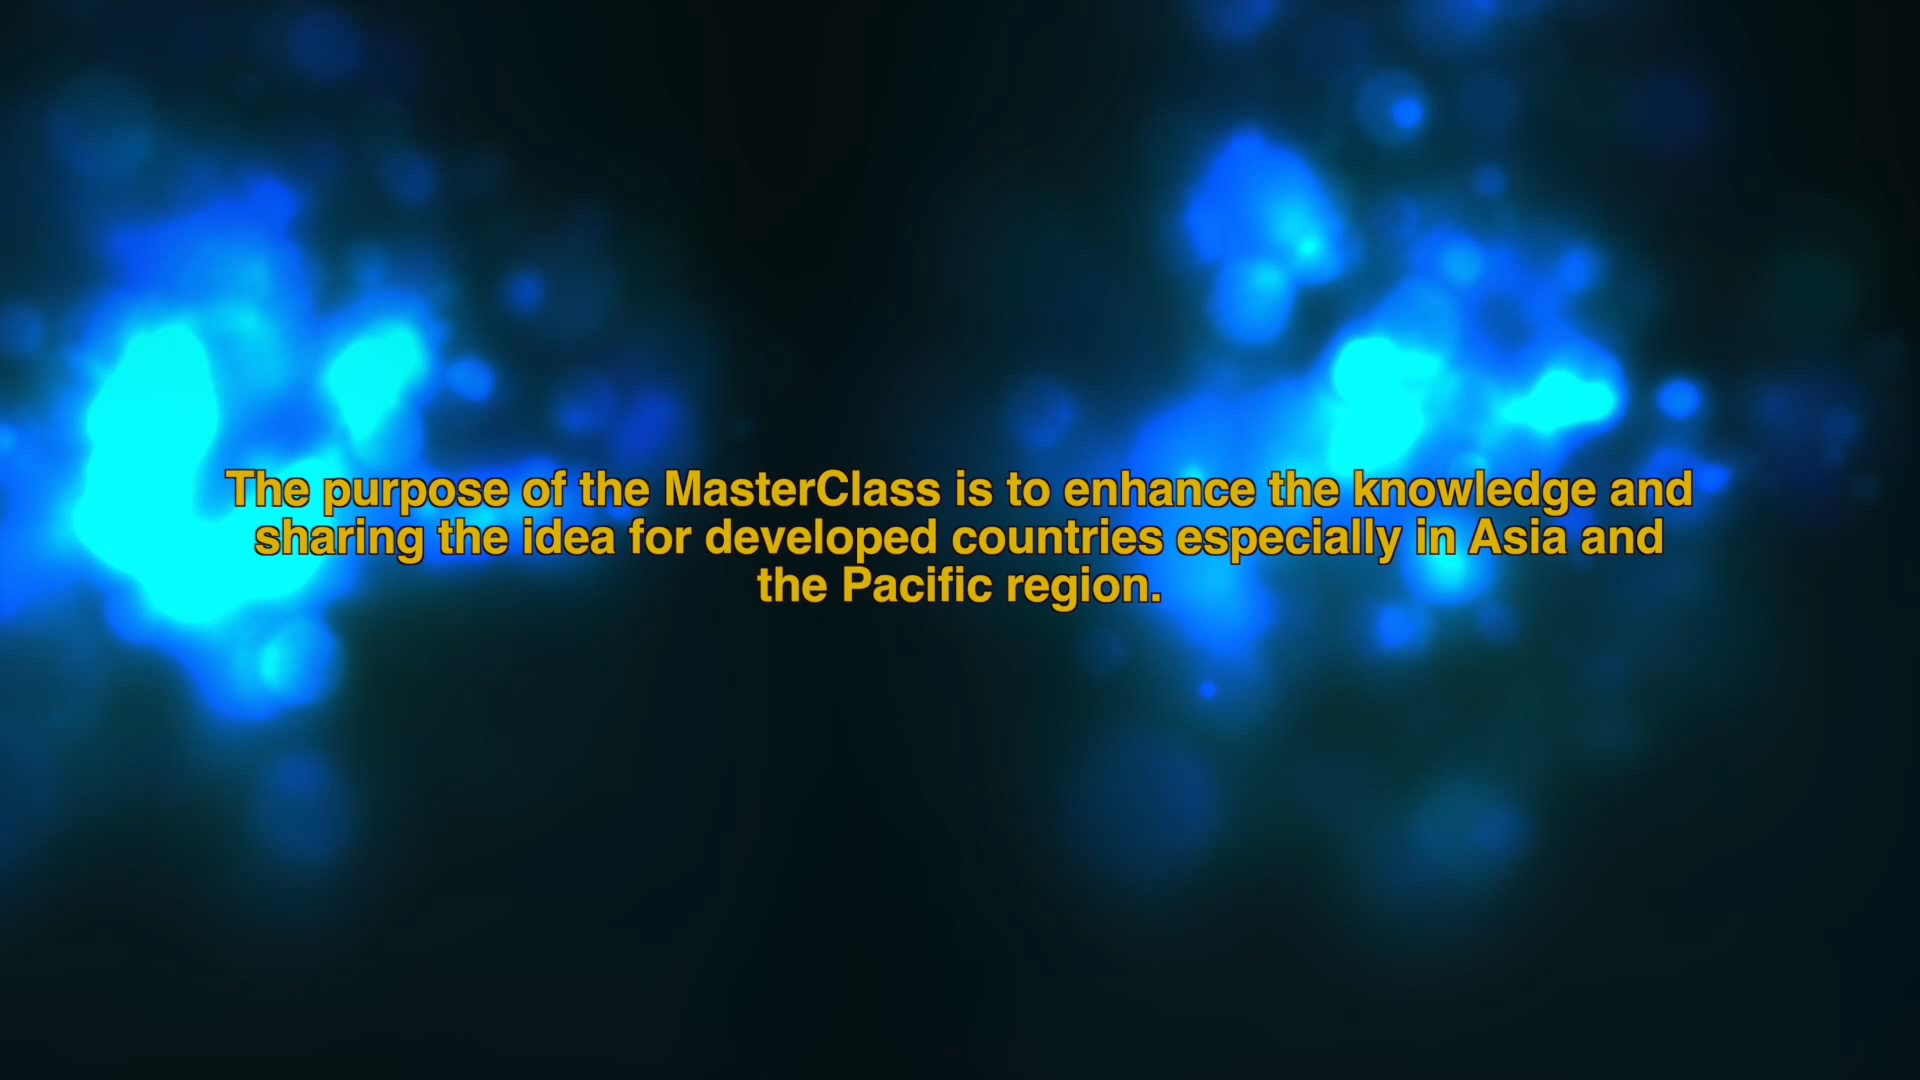 The purpose of the MasterClass is to enhance the knowledge and
sharing the idea for developed countries especially in Asia and
the Pacific region.